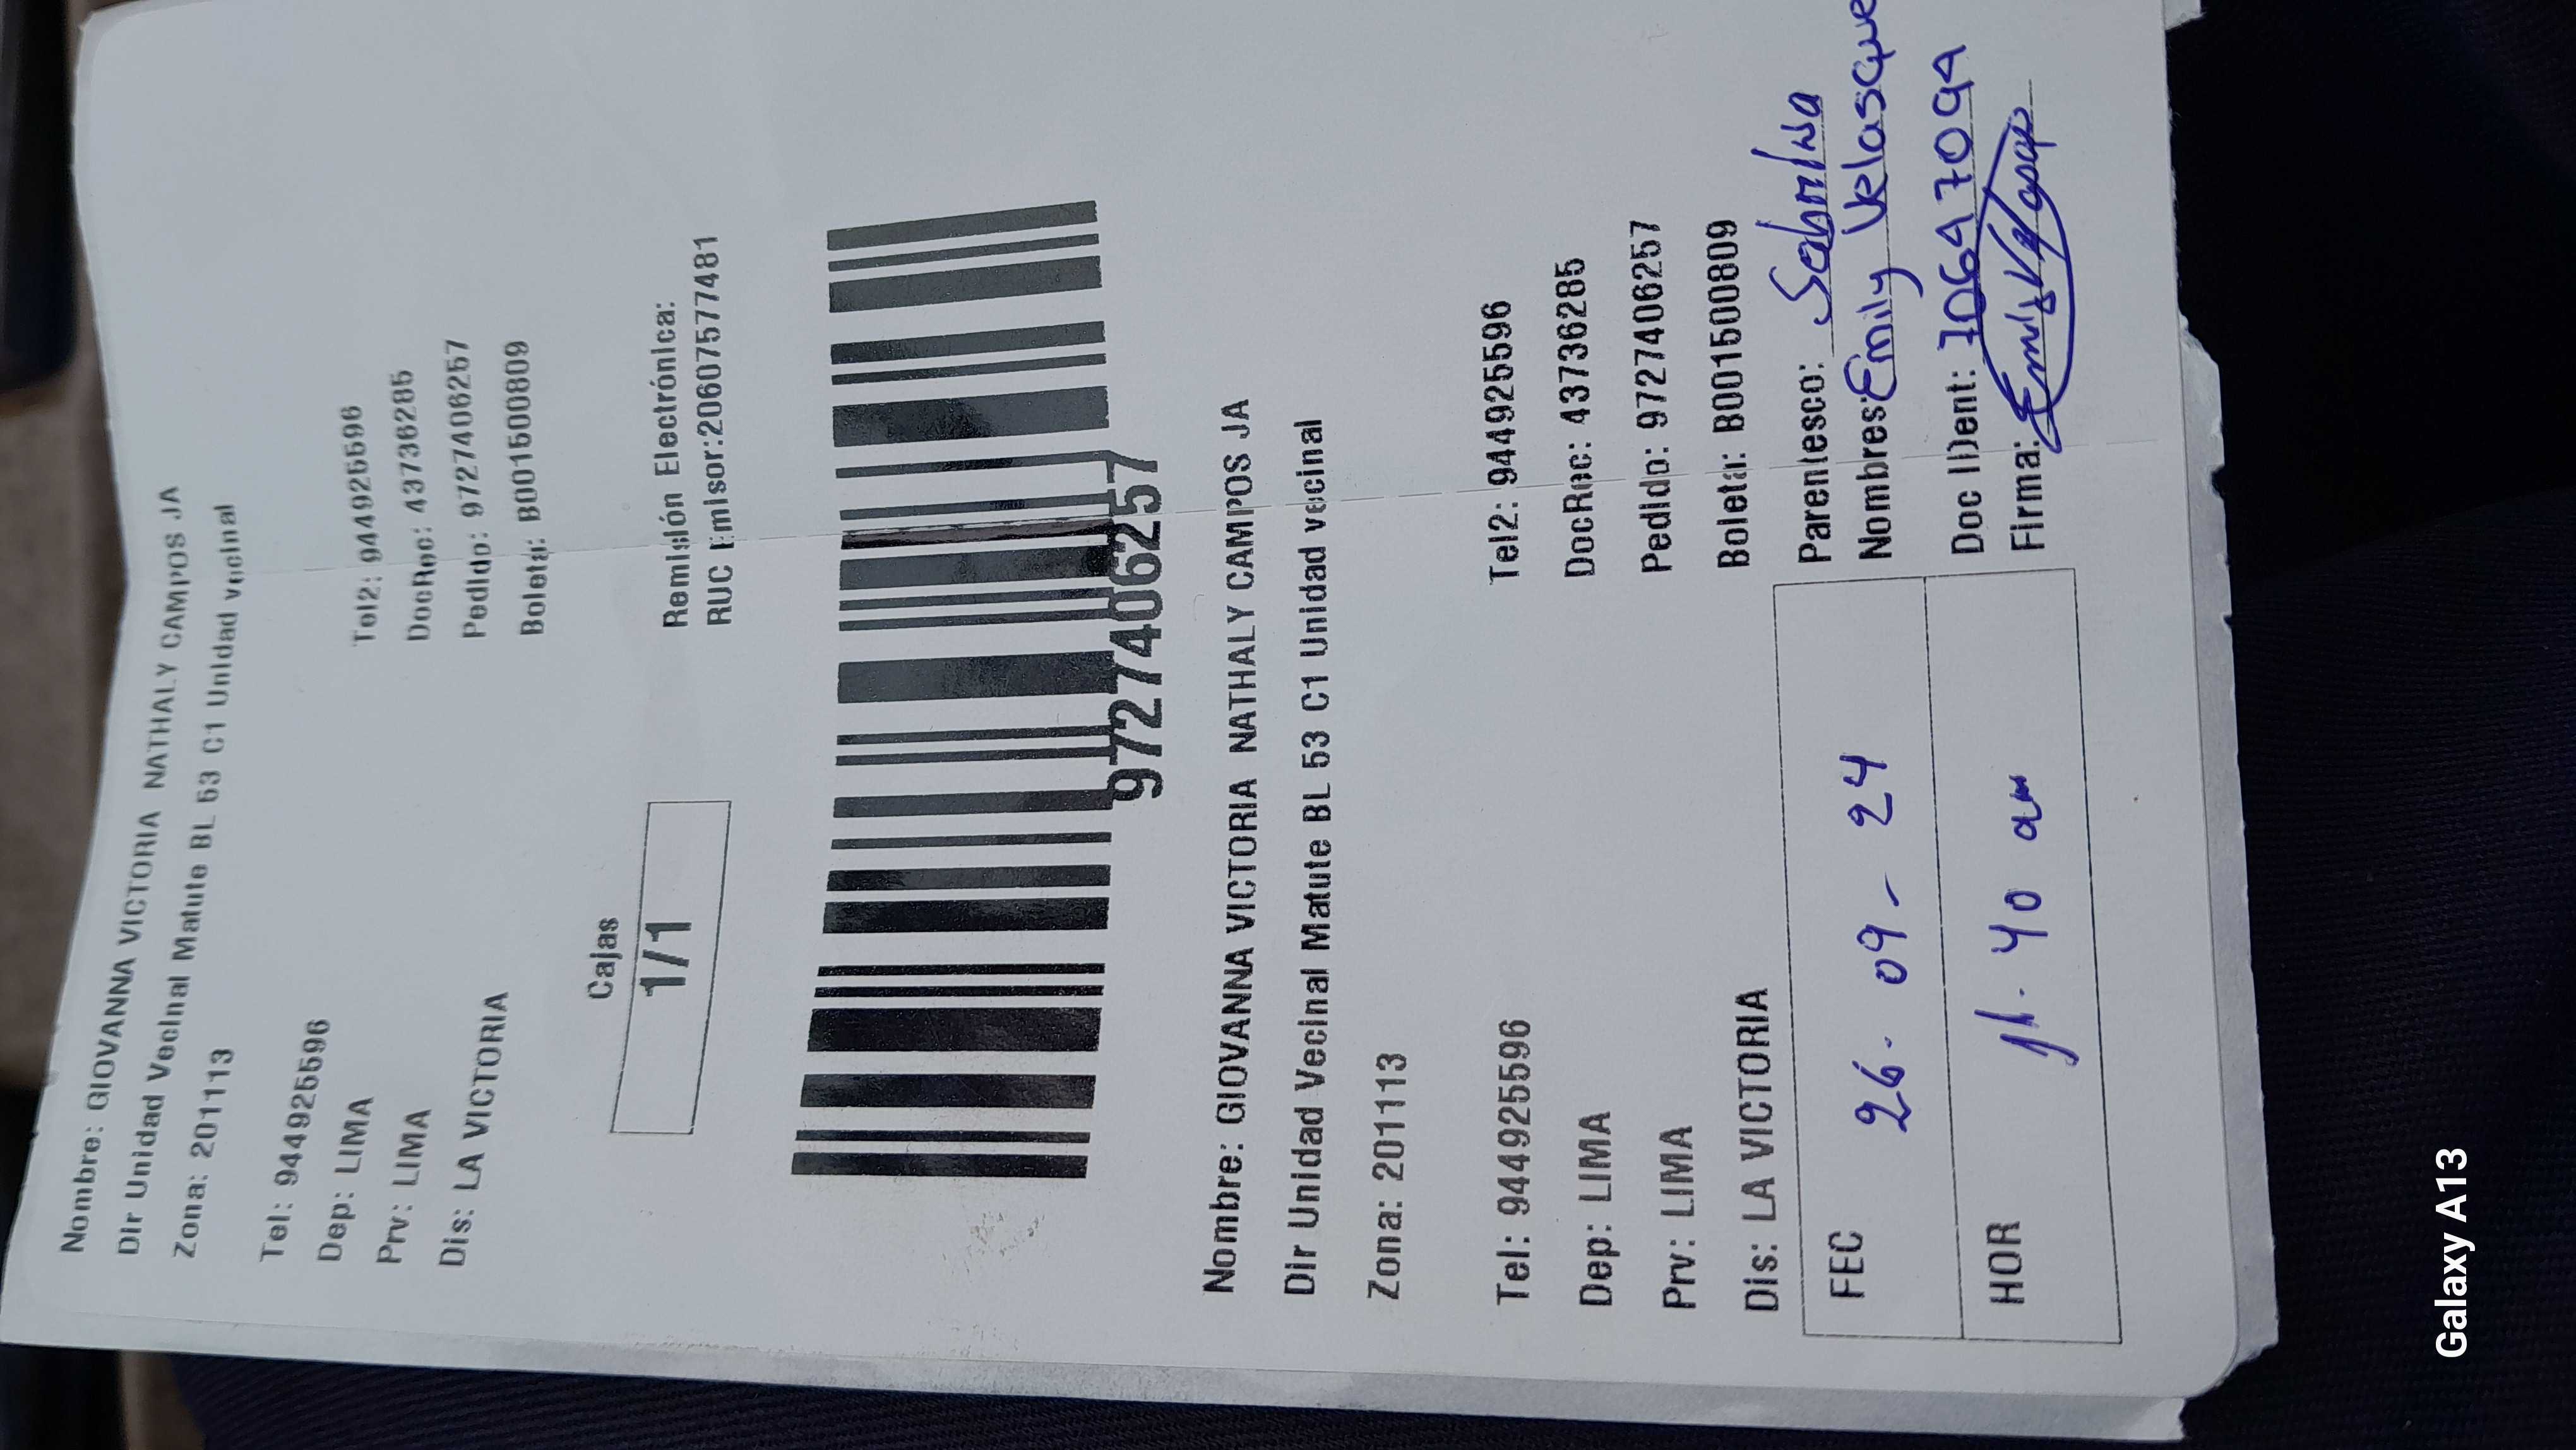 Nombre: GIOVANNA VICTORIA NATHALY CAMPOS JA
Dir Unidad Vecinal Matute BL 53 C1 Unidad vecinal
Zona: 201113
Tel: 944925596 Tel2: 944925596
Dep: LIMA DocRec: 43736285
Prv: LIMA Pedido: 9727406257
Dis: LA VICTORIA Boleta: B001500809
Cajas
1/1
Remisión Electrónica:
RUC Emisor:20607577481
9727406257
Nombre: GIOVANNA VICTORIA NATHALY CAMPOS JA
Dir Unidad Vecinal Matute BL 53 C1 Unidad vecinal
Zona: 201113
Tel: 944925596 Tel2: 944925596
Dep: LIMA DocRec: 43736285
Prv: LIMA Pedido: 9727406257
Dis: LA VICTORIA Boleta: B001500809
FEC 26. 09 - 24
HOR 40 am
Parentesco: Sobrina
Nombres: Emily Velasque
Doc IDent:
Firma:
Galaxy A13